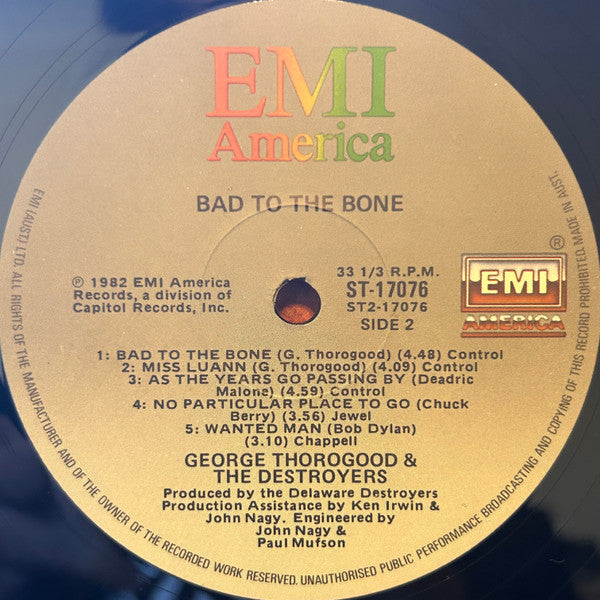 EMI
America
BAD TO THE BONE
℗ 1982 EMI America
Records, a division of
Capitol Records, Inc.
33 1/3 R.P.M.
ST-17076
ST2-17076
SIDE 2
®
EMI
AMERICA
1: BAD TO THE BONE (G. Thorogood) (4.48) Control
2: MISS LUANN (G. Thorogood) (4.09) Control
3: AS THE YEARS GO PASSING BY (Deadric
Malone) (4.59) Control
4: NO PARTICULAR PLACE TO GO (Chuck
Berry) (3.56) Jewel
5: WANTED MAN (Bob Dylan)
(3.10) Chappell
GEORGE THOROGOOD &
THE DESTROYERS
Produced by the Delaware Destroyers
Production Assistance by Ken Irwin &
John Nagy. Engineered by
John Nagy &
Paul Mufson
EMI (AUST) LTD. ALL RIGHTS OF THE MANUFACTURER AND OF THE OWNER OF THE RECORDED WORK RESERVED. UNAUTHORISED PUBLIC PERFORMANCE BROADCASTING AND COPYING OF THIS RECORD PROHIBITED. MADE IN AUST.